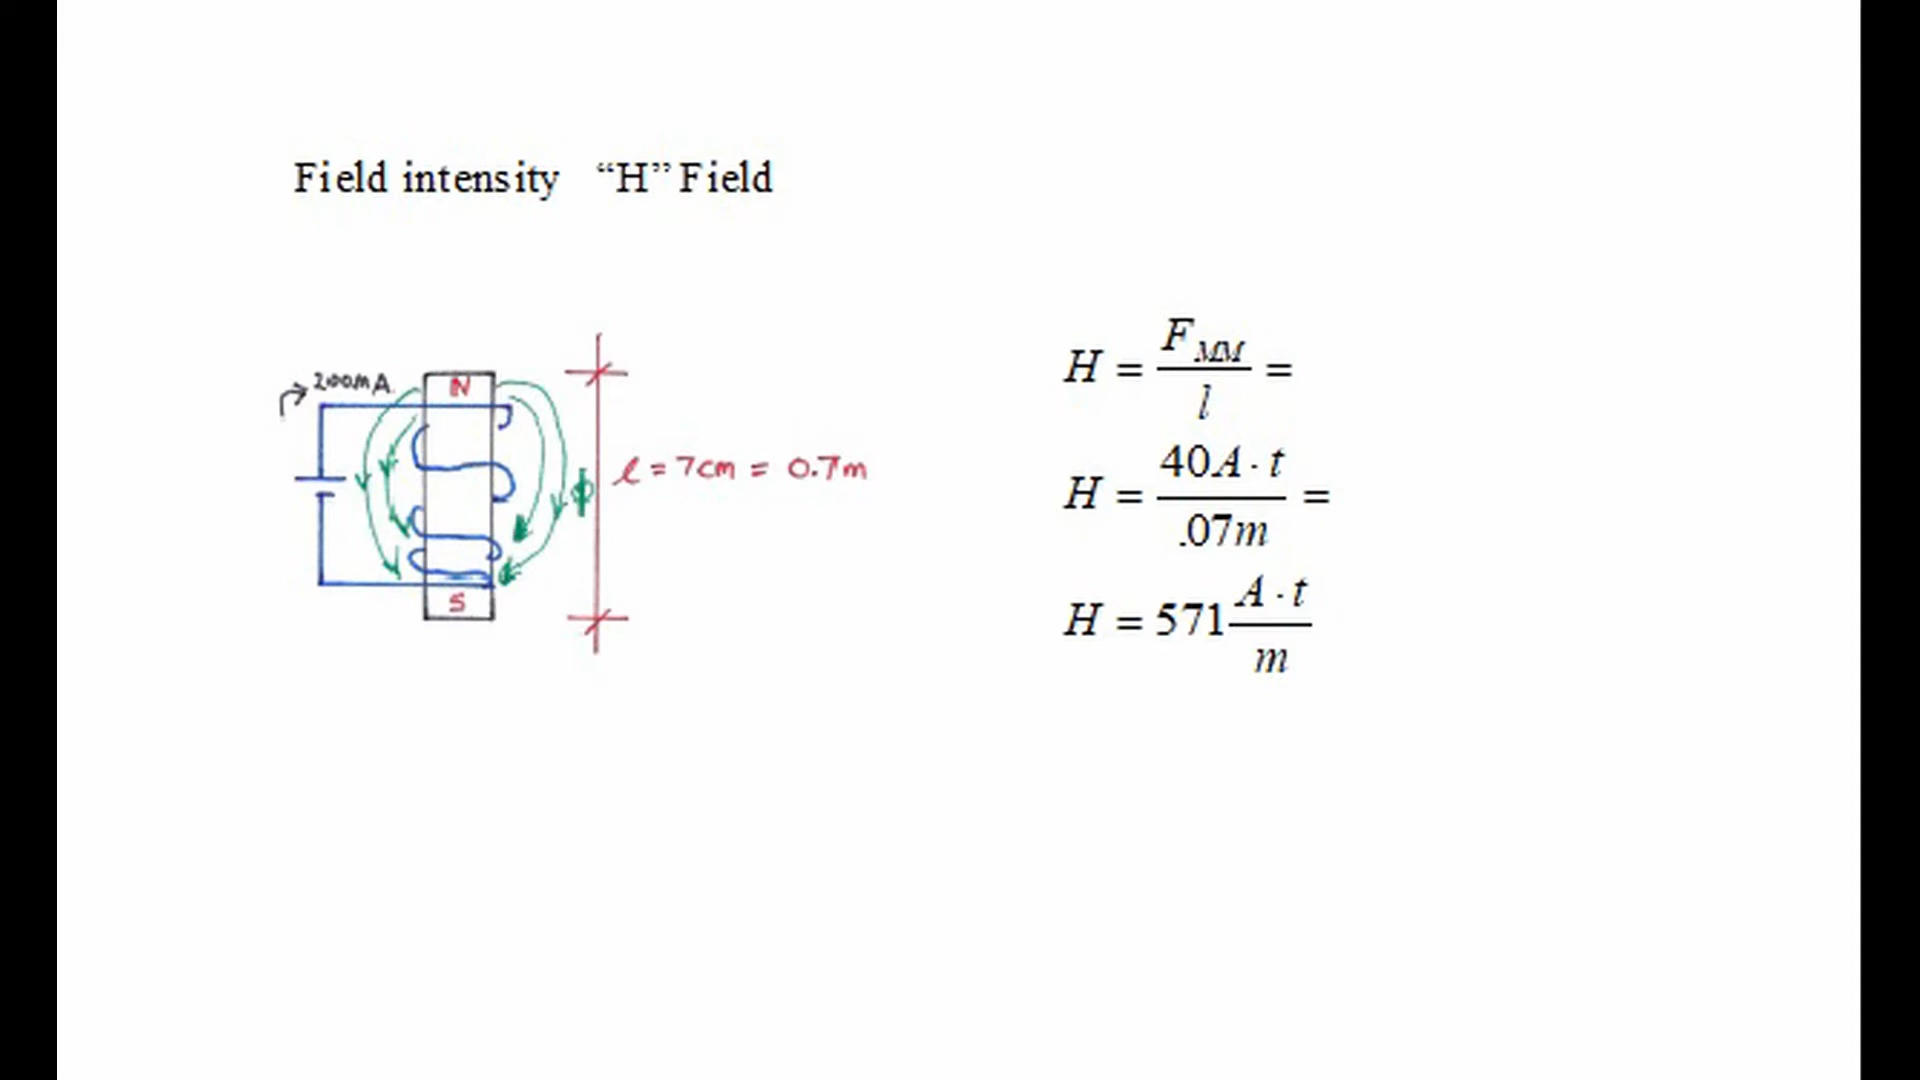 Field intensity “H” Field
200mA
N
ϕ
S
l = 7cm = 0.7m
H = F_MM / l =
H = 40A · t / .07m =
H = 571 A · t / m